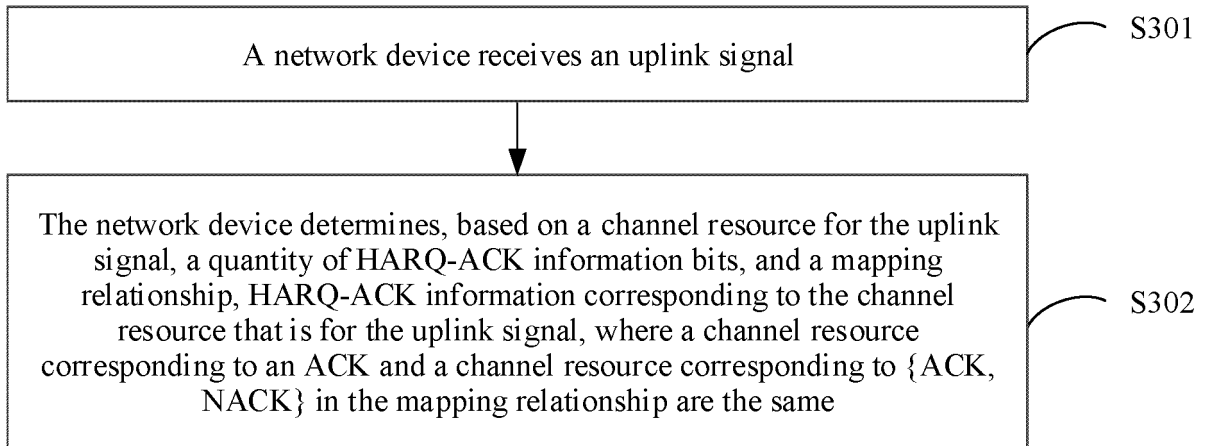 A network device receives an uplink signal
S301
The network device determines, based on a channel resource for the uplink
signal, a quantity of HARQ-ACK information bits, and a mapping
relationship, HARQ-ACK information corresponding to the channel
resource that is for the uplink signal, where a channel resource
corresponding to an ACK and a channel resource corresponding to {ACK,
NACK} in the mapping relationship are the same
S302